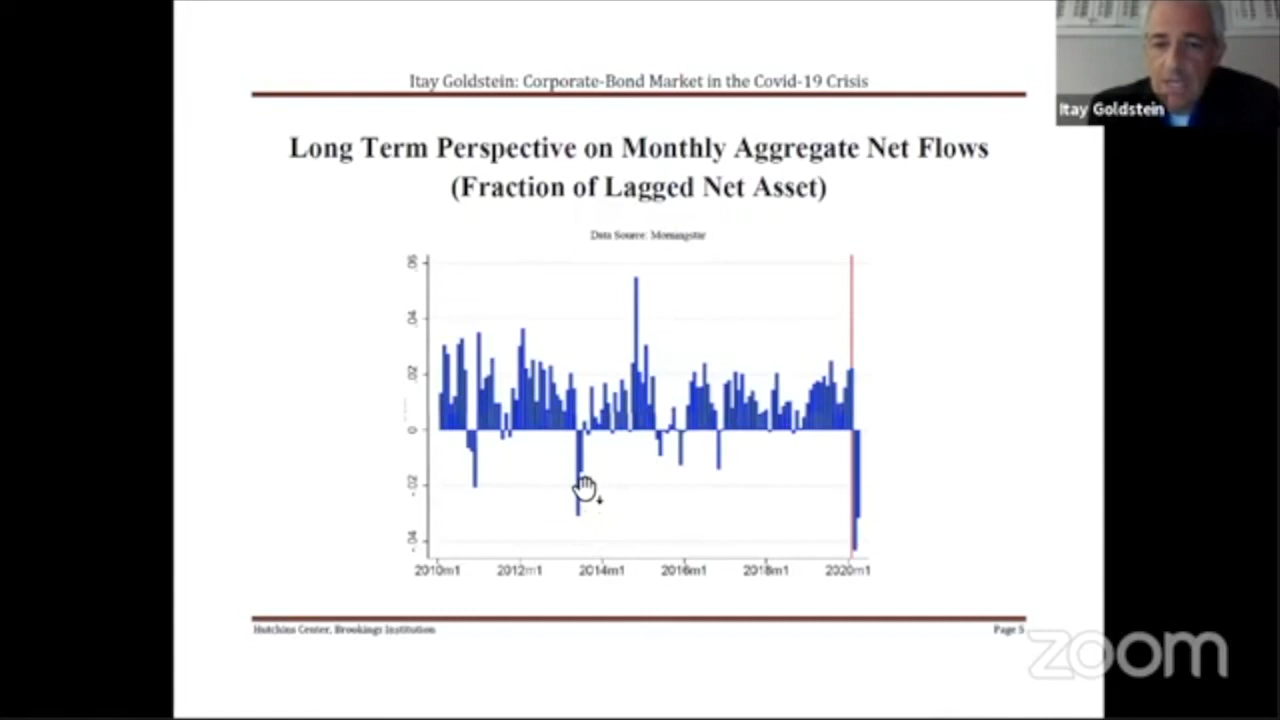 Itay Goldstein: Corporate-Bond Market in the Covid-19 Crisis
Itay Goldstein
Long Term Perspective on Monthly Aggregate Net Flows
(Fraction of Lagged Net Asset)
Data Source: Morningstar
.06
.04
.02
0
-.02
-.04
2010m1 2012m1 2014m1 2016m1 2018m1 2020m1
Hutchins Center, Brookings Institution
Page 5
zoom